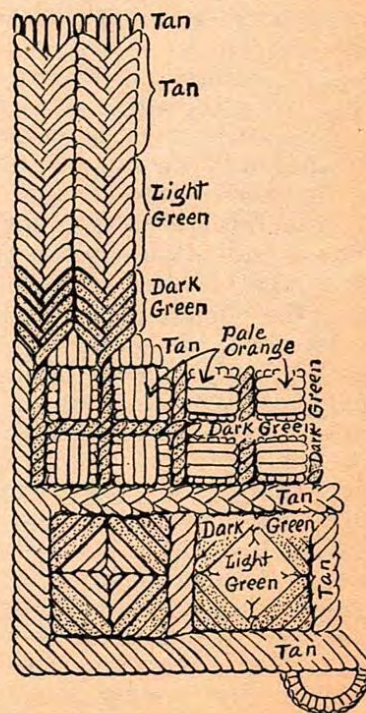 Tan
Tan
Light
Green
Dark
Green
Tan
Pale
Orange
Dark Green
Dark Green
Tan
Dark Green
Light
Green
Tan
Tan